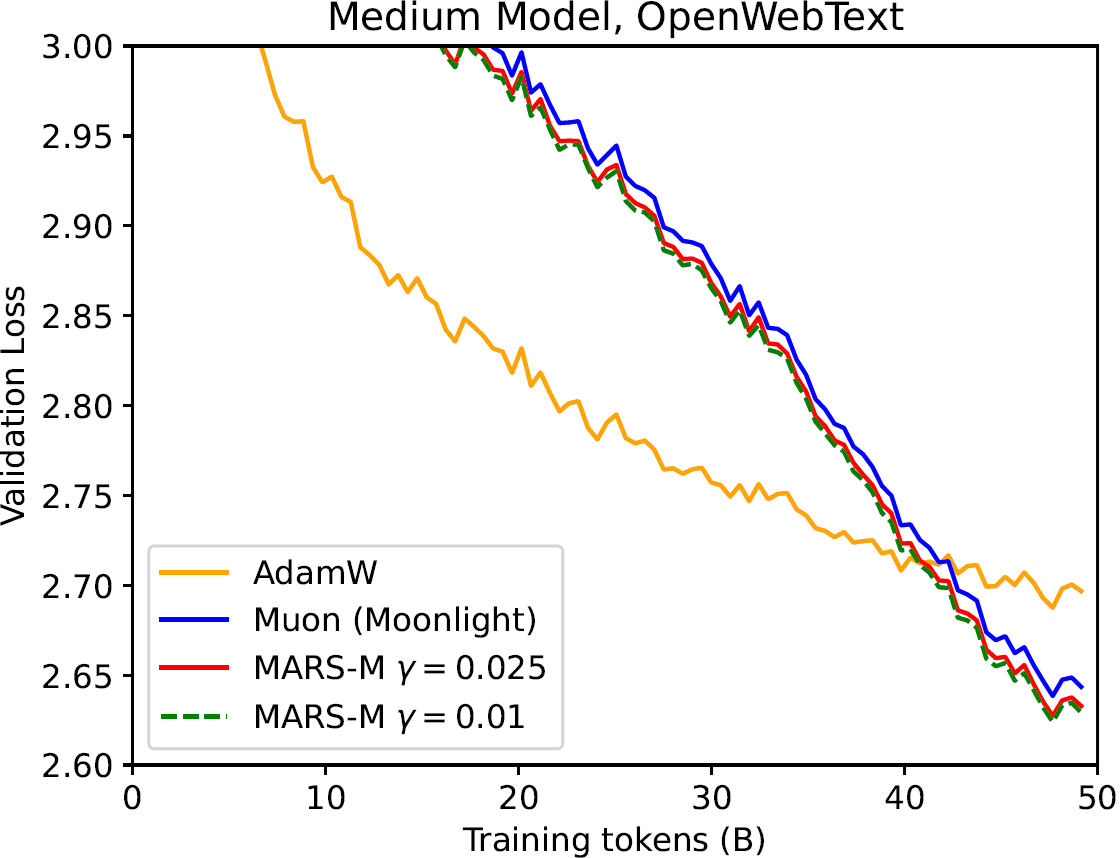 Medium Model, OpenWebText
3.00
2.95
2.90
2.85
2.80
2.75
2.70
2.65
2.60
Validation Loss
AdamW
Muon (Moonlight)
MARS-M γ = 0.025
MARS-M γ = 0.01
0 10 20 30 40 50
Training tokens (B)